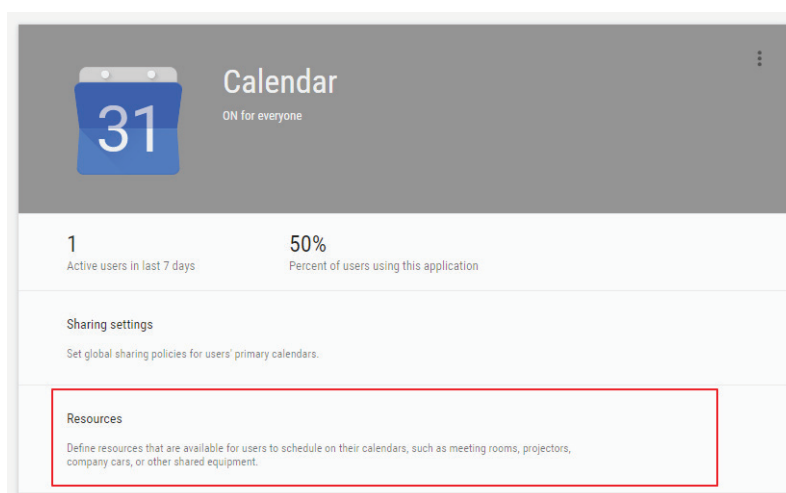 31
Calendar
ON for everyone
1
50%
Active users in last 7 days
Percent of users using this application
Sharing settings
Set global sharing policies for users' primary calendars.
Resources
Define resources that are available for users to schedule on their calendars, such as meeting rooms, projectors,
company cars, or other shared equipment.